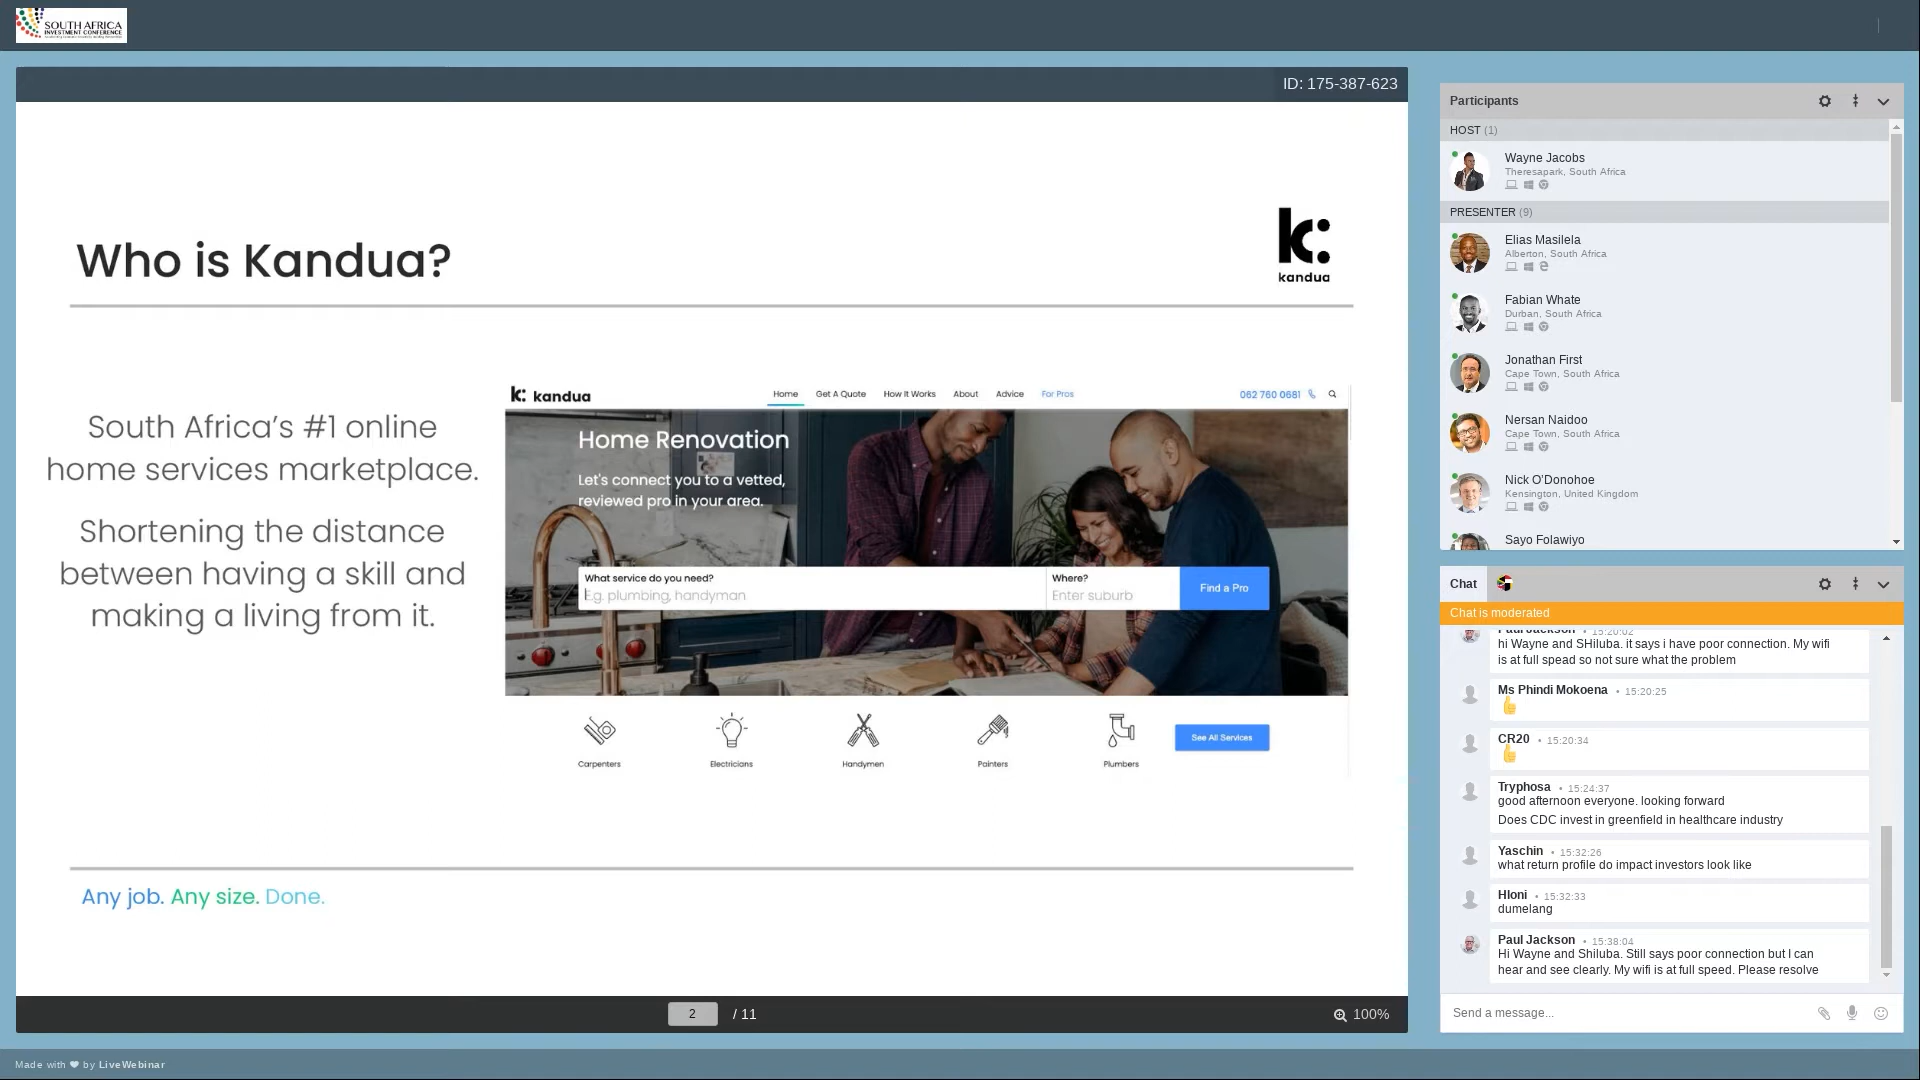 SOUTH AFRICA
INVESTMENT CONFERENCE
ID: 175-387-623
Who is Kandua?
k:
kandua
South Africa's #1 online
home services marketplace.
Shortening the distance
between having a skill and
making a living from it.
k: kandua
Home
Get A Quote
How It Works
About
Advice
For Pros
062 760 0681
Home Renovation
Let's connect you to a vetted,
reviewed pro in your area.
What service do you need?
E.g. plumbing, handyman
Where?
Enter suburb
Find a Pro
Carpenters
Electricians
Handymen
Painters
Plumbers
See All Services
Any job. Any size. Done.
2 / 11
100%
Participants
HOST (1)
Wayne Jacobs
Theresapark, South Africa
PRESENTER (9)
Elias Masilela
Alberton, South Africa
Fabian Whate
Durban, South Africa
Jonathan First
Cape Town, South Africa
Nersan Naidoo
Cape Town, South Africa
Nick O'Donohoe
Kensington, United Kingdom
Sayo Folawiyo
Chat
Chat is moderated
Paul Jackson • 15:20:02
hi Wayne and SHiluba. it says i have poor connection. My wifi
is at full spead so not sure what the problem
Ms Phindi Mokoena • 15:20:25
👍
CR20 • 15:20:34
👍
Tryphosa • 15:24:37
good afternoon everyone. looking forward
Does CDC invest in greenfield in healthcare industry
Yaschin • 15:32:26
what return profile do impact investors look like
Hloni • 15:32:33
dumelang
Paul Jackson • 15:38:04
Hi Wayne and Shiluba. Still says poor connection but I can
hear and see clearly. My wifi is at full speed. Please resolve
Send a message...
Made with ❤ by LiveWebinar